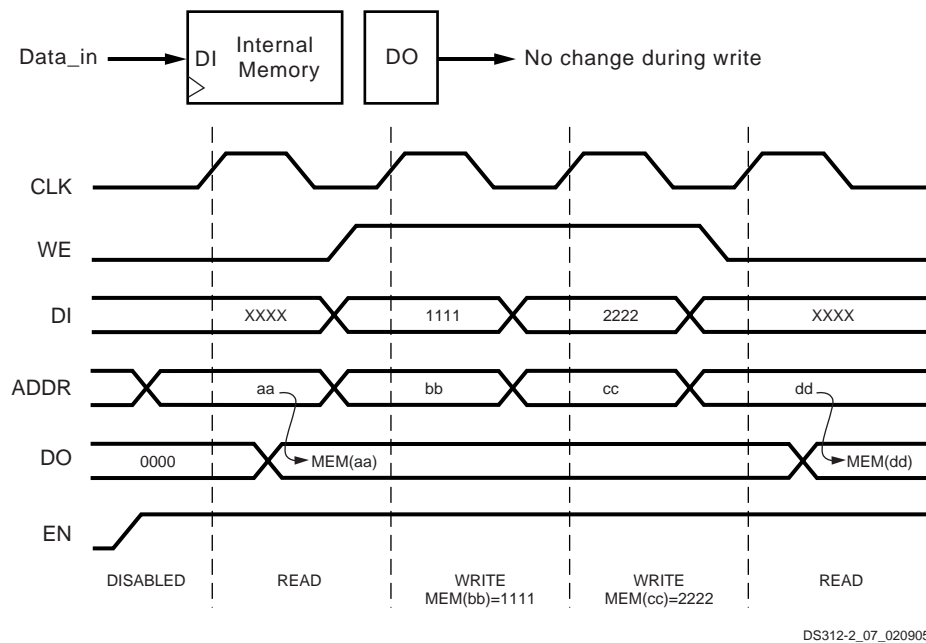 Data_in
DI
Internal
Memory
DO
No change during write
CLK
WE
DI
XXXX
1111
2222
XXXX
ADDR
aa
bb
cc
dd
DO
0000
MEM(aa)
MEM(dd)
EN
DISABLED
READ
WRITE
MEM(bb)=1111
WRITE
MEM(cc)=2222
READ
DS312-2_07_020905